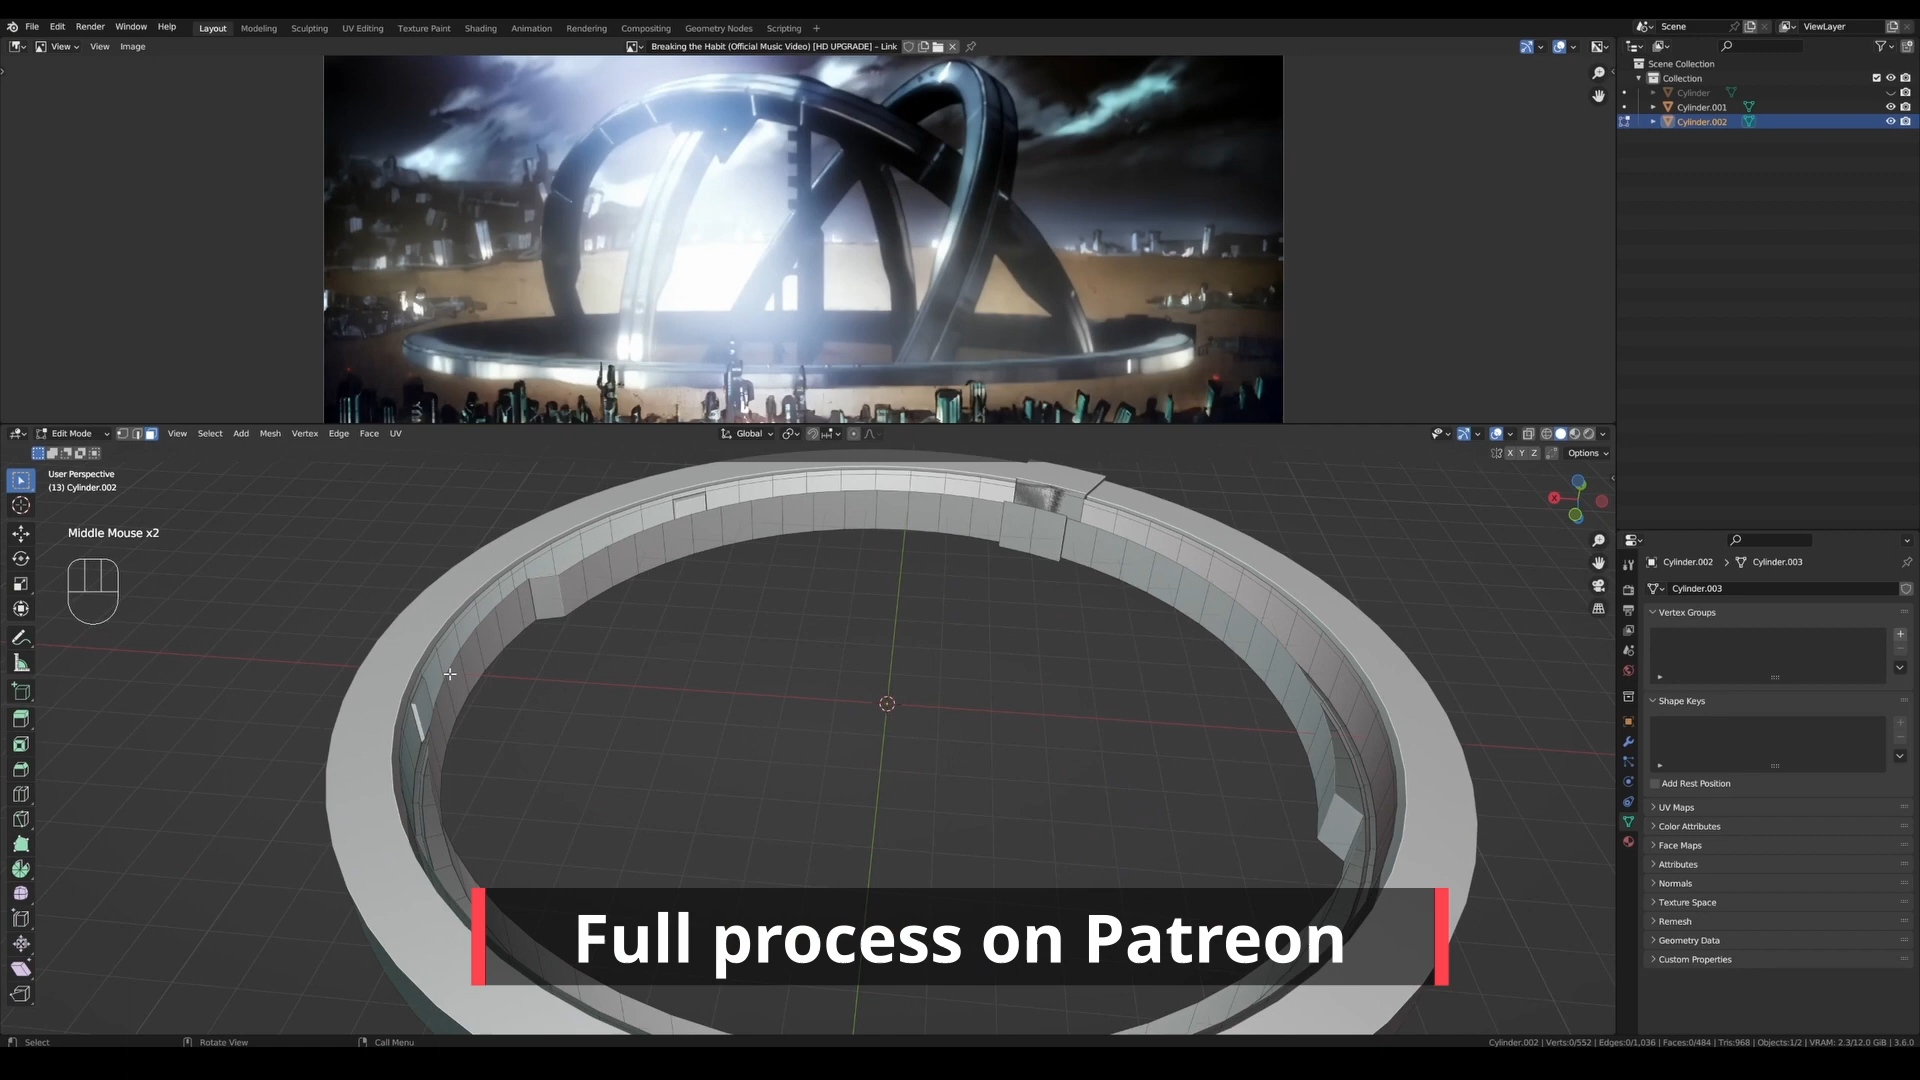 File Edit Render Window Help Layout Modeling Sculpting UV Editing Texture Paint Shading Animation Rendering Compositing Geometry Nodes Scripting + Scene ViewLayer
View View Image Breaking the Habit (Official Music Video) [HD UPGRADE] – Link
Scene Collection
Collection
Cylinder
Cylinder.001
Cylinder.002
Edit Mode View Select Add Mesh Vertex Edge Face UV Global
X Y Z Options
User Perspective
(13) Cylinder.002
Middle Mouse x2
X
Cylinder.002 > Cylinder.003
Cylinder.003
Vertex Groups
Shape Keys
Add Rest Position
UV Maps
Color Attributes
Face Maps
Attributes
Normals
Texture Space
Remesh
Geometry Data
Custom Properties
Full process on Patreon
Select Rotate View Call Menu Cylinder.002 | Verts:0/552 | Edges:0/1,036 | Faces:0/484 | Tris:968 | Objects:1/2 | VRAM: 2.3/12.0 GiB | 3.6.0